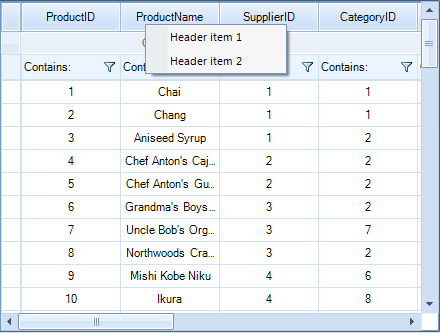 ProductID ProductName SupplierID CategoryID
Header item 1
Header item 2
Contains: Contains: Contains:
1 Chai 1 1
2 Chang 1 1
3 Aniseed Syrup 1 2
4 Chef Anton's Caj... 2 2
5 Chef Anton's Gu... 2 2
6 Grandma's Boys... 3 2
7 Uncle Bob's Org... 3 7
8 Northwoods Cra... 3 2
9 Mishi Kobe Niku 4 6
10 Ikura 4 8